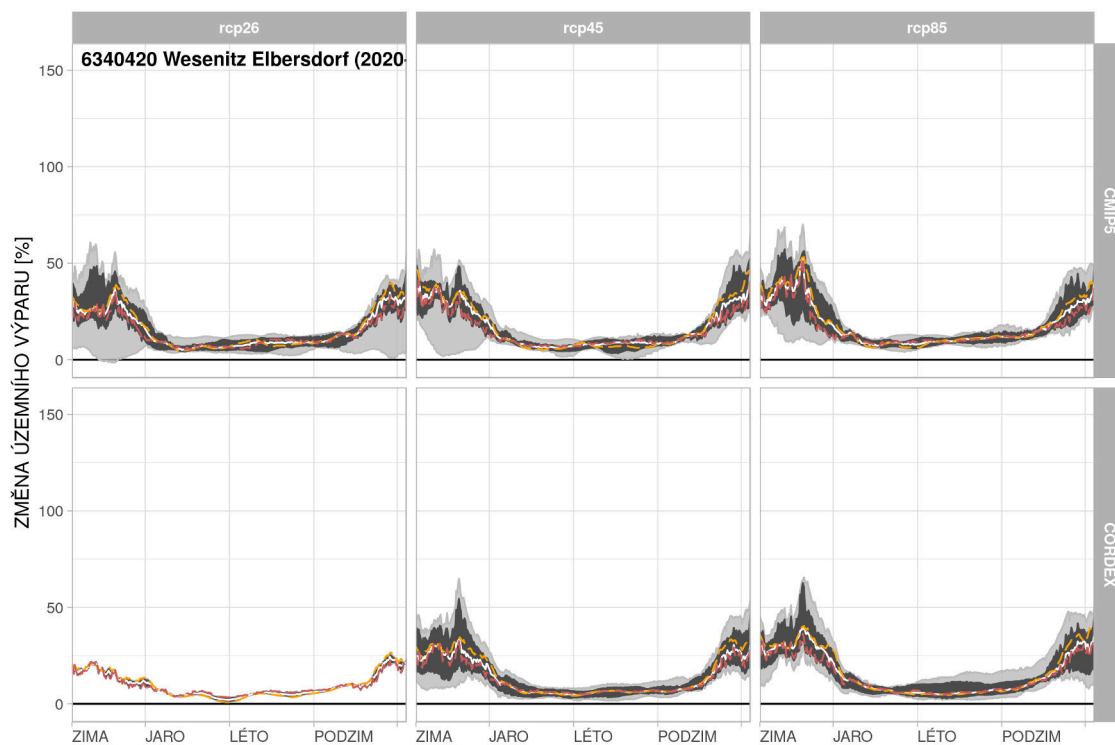 rcp26 rcp45 rcp85
6340420 Wesenitz Elbersdorf (2020-
150
100
50
0
CMIP5
ZMĚNA ÚZEMNÍHO VÝPARU [%]
150
100
50
0
CORDEX
ZIMA JARO LÉTO PODZIM ZIMA JARO LÉTO PODZIM ZIMA JARO LÉTO PODZIM